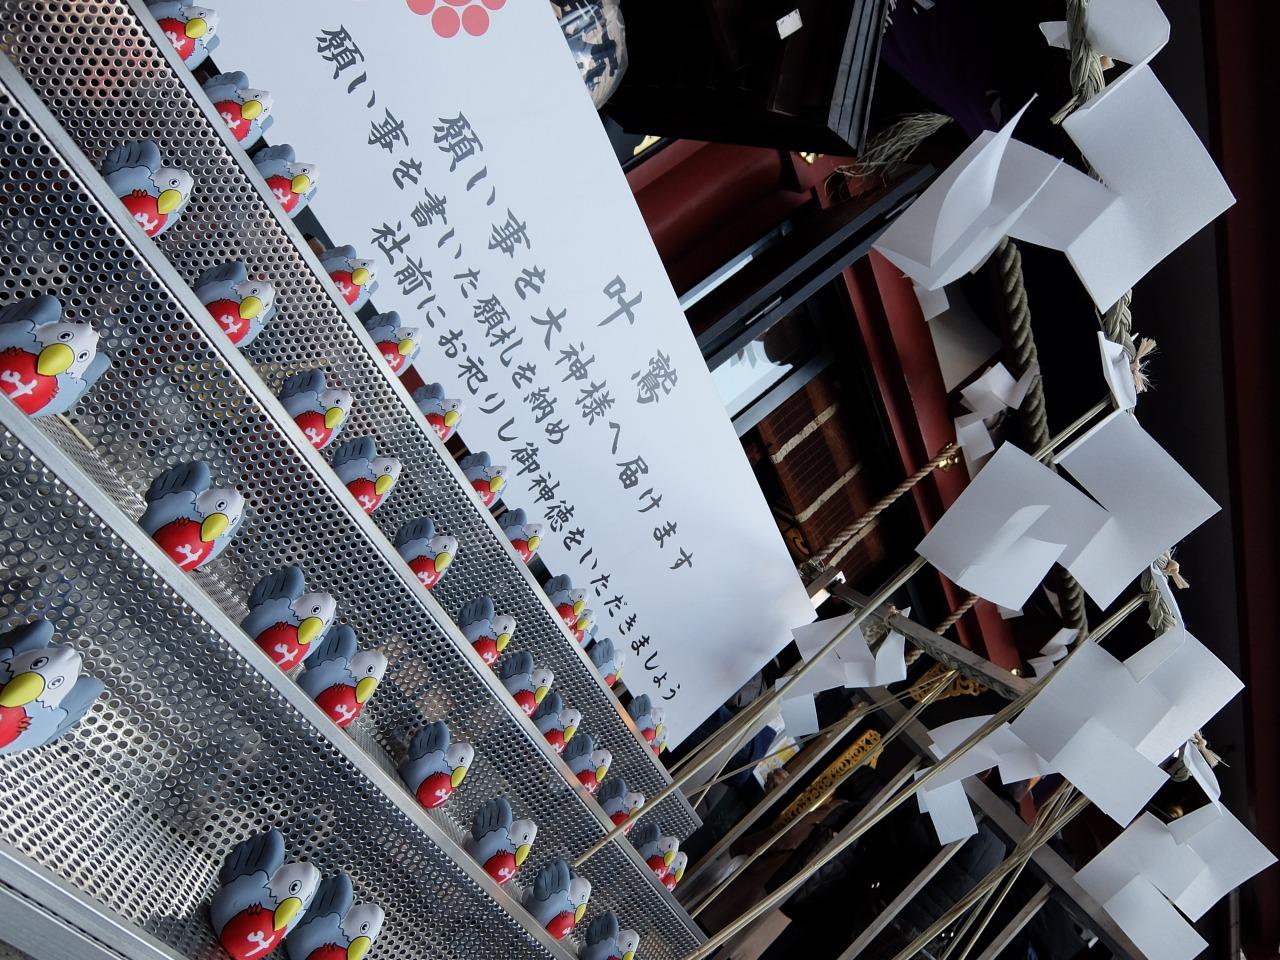 叶鷲
願い事を大神様へ届けます
願い事を書いた願札を納め
社前にお祀りし御神徳をいただきましょう